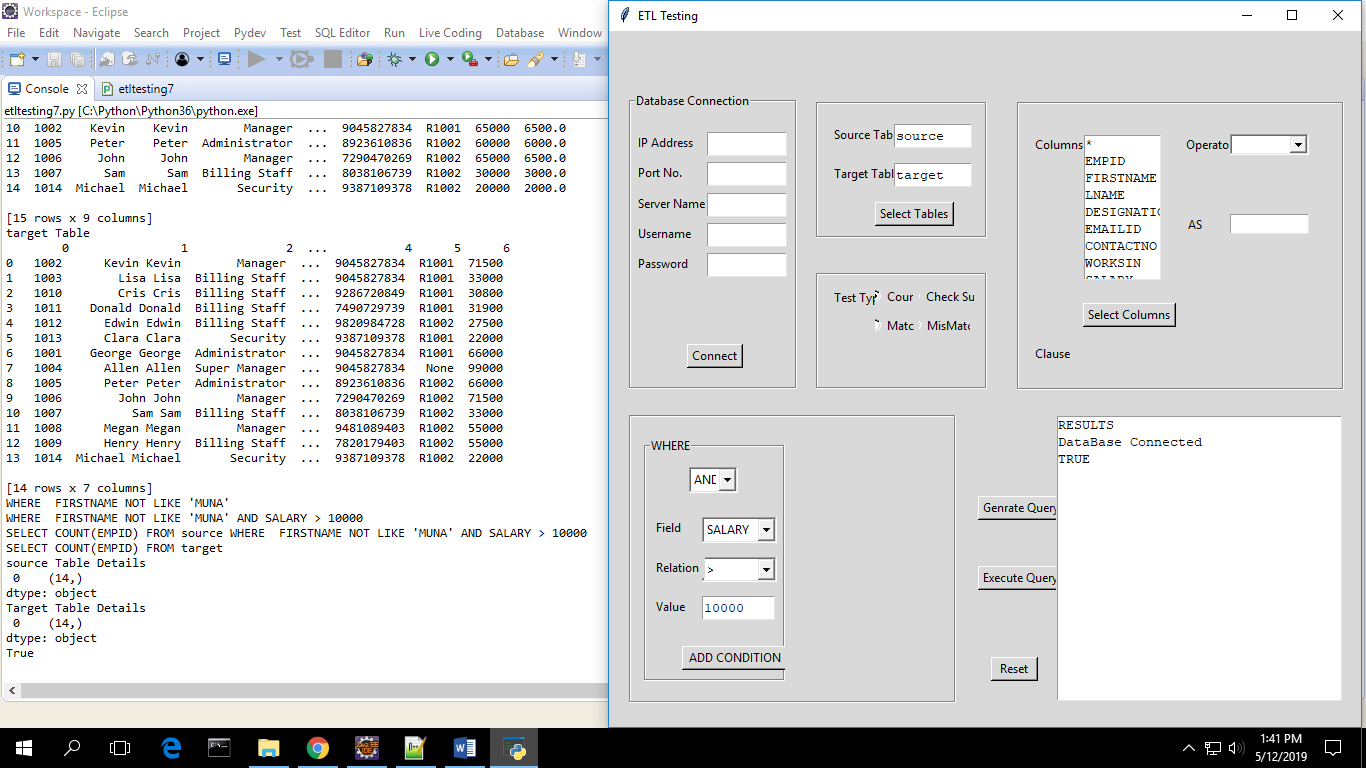 Workspace - Eclipse
File Edit Navigate Search Project Pydev Test SQL Editor Run Live Coding Database Window
Console etltesting7
etltesting7.py [C:\Python\Python36\python.exe]
10 1002 Kevin Kevin Manager ... 9045827834 R1001 65000 6500.0
11 1005 Peter Peter Administrator ... 8923610836 R1002 60000 6000.0
12 1006 John John Manager ... 7290470269 R1002 65000 6500.0
13 1007 Sam Sam Billing Staff ... 8038106739 R1002 30000 3000.0
14 1014 Michael Michael Security ... 9387109378 R1002 20000 2000.0
[15 rows x 9 columns]
target Table
0 1 2 ... 4 5 6
0 1002 Kevin Kevin Manager ... 9045827834 R1001 71500
1 1003 Lisa Lisa Billing Staff ... 9045827834 R1001 33000
2 1010 Cris Cris Billing Staff ... 9286720849 R1001 30800
3 1011 Donald Donald Billing Staff ... 7490729739 R1001 31900
4 1012 Edwin Edwin Billing Staff ... 9820984728 R1002 27500
5 1013 Clara Clara Security ... 9387109378 R1001 22000
6 1001 George George Administrator ... 9045827834 R1001 66000
7 1004 Allen Allen Super Manager ... 9045827834 None 99000
8 1005 Peter Peter Administrator ... 8923610836 R1002 66000
9 1006 John John Manager ... 7290470269 R1002 71500
10 1007 Sam Sam Billing Staff ... 8038106739 R1002 33000
11 1008 Megan Megan Manager ... 9481089403 R1002 55000
12 1009 Henry Henry Billing Staff ... 7820179403 R1002 55000
13 1014 Michael Michael Security ... 9387109378 R1002 22000
[14 rows x 7 columns]
WHERE FIRSTNAME NOT LIKE 'MUNA'
WHERE FIRSTNAME NOT LIKE 'MUNA' AND SALARY > 10000
SELECT COUNT(EMPID) FROM source WHERE FIRSTNAME NOT LIKE 'MUNA' AND SALARY > 10000
SELECT COUNT(EMPID) FROM target
source Table Details
0 (14,)
dtype: object
Target Table Details
0 (14,)
dtype: object
True
ETL Testing
Database Connection
IP Address
Port No.
Server Name
Username
Password
Connect
Source Tab source
Target Tabl target
Select Tables
Test Typ Cour Check Su
Matc MisMatc
Columns *
EMPID
FIRSTNAME
LNAME
DESIGNATIO
EMAILID
CONTACTNO
WORKSIN
SALARY
Operato
AS
Select Columns
Clause
WHERE
AND
Field SALARY
Relation >
Value 10000
ADD CONDITION
Genrate Query
Execute Query
Reset
RESULTS
DataBase Connected
TRUE
1:41 PM
5/12/2019